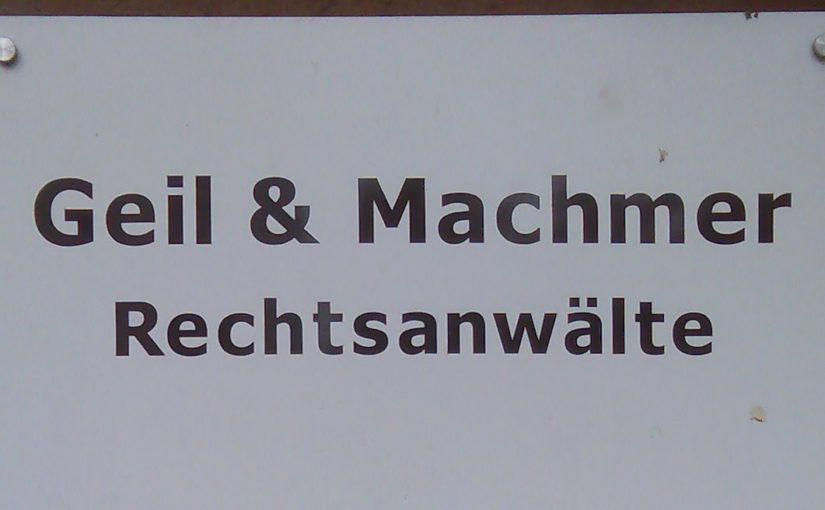 Geil & Machmer
Rechtsanwälte